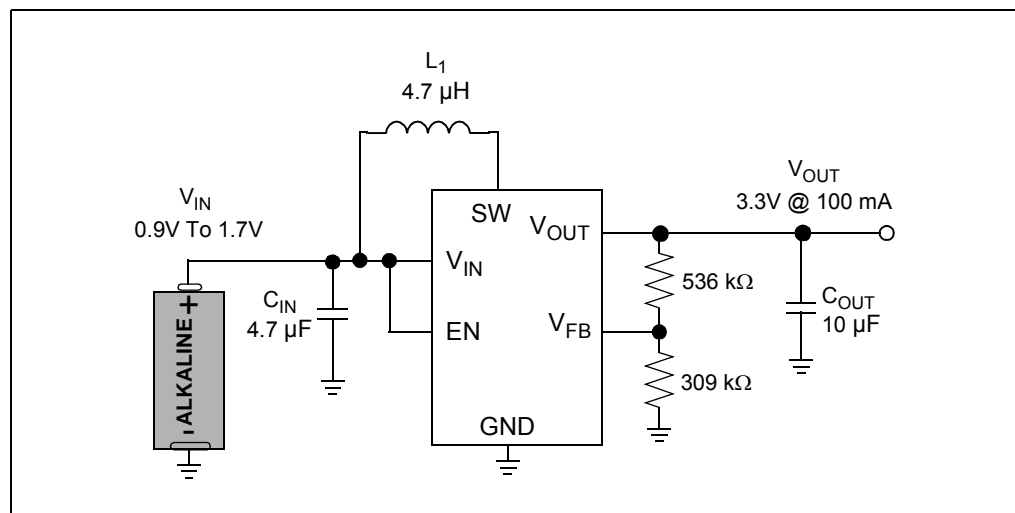 L1
4.7 µH
VIN
0.9V To 1.7V
VOUT
3.3V @ 100 mA
SW
VOUT
VIN
536 kΩ
CIN
4.7 µF
COUT
10 µF
EN
VFB
309 kΩ
GND
+
ALKALINE
-